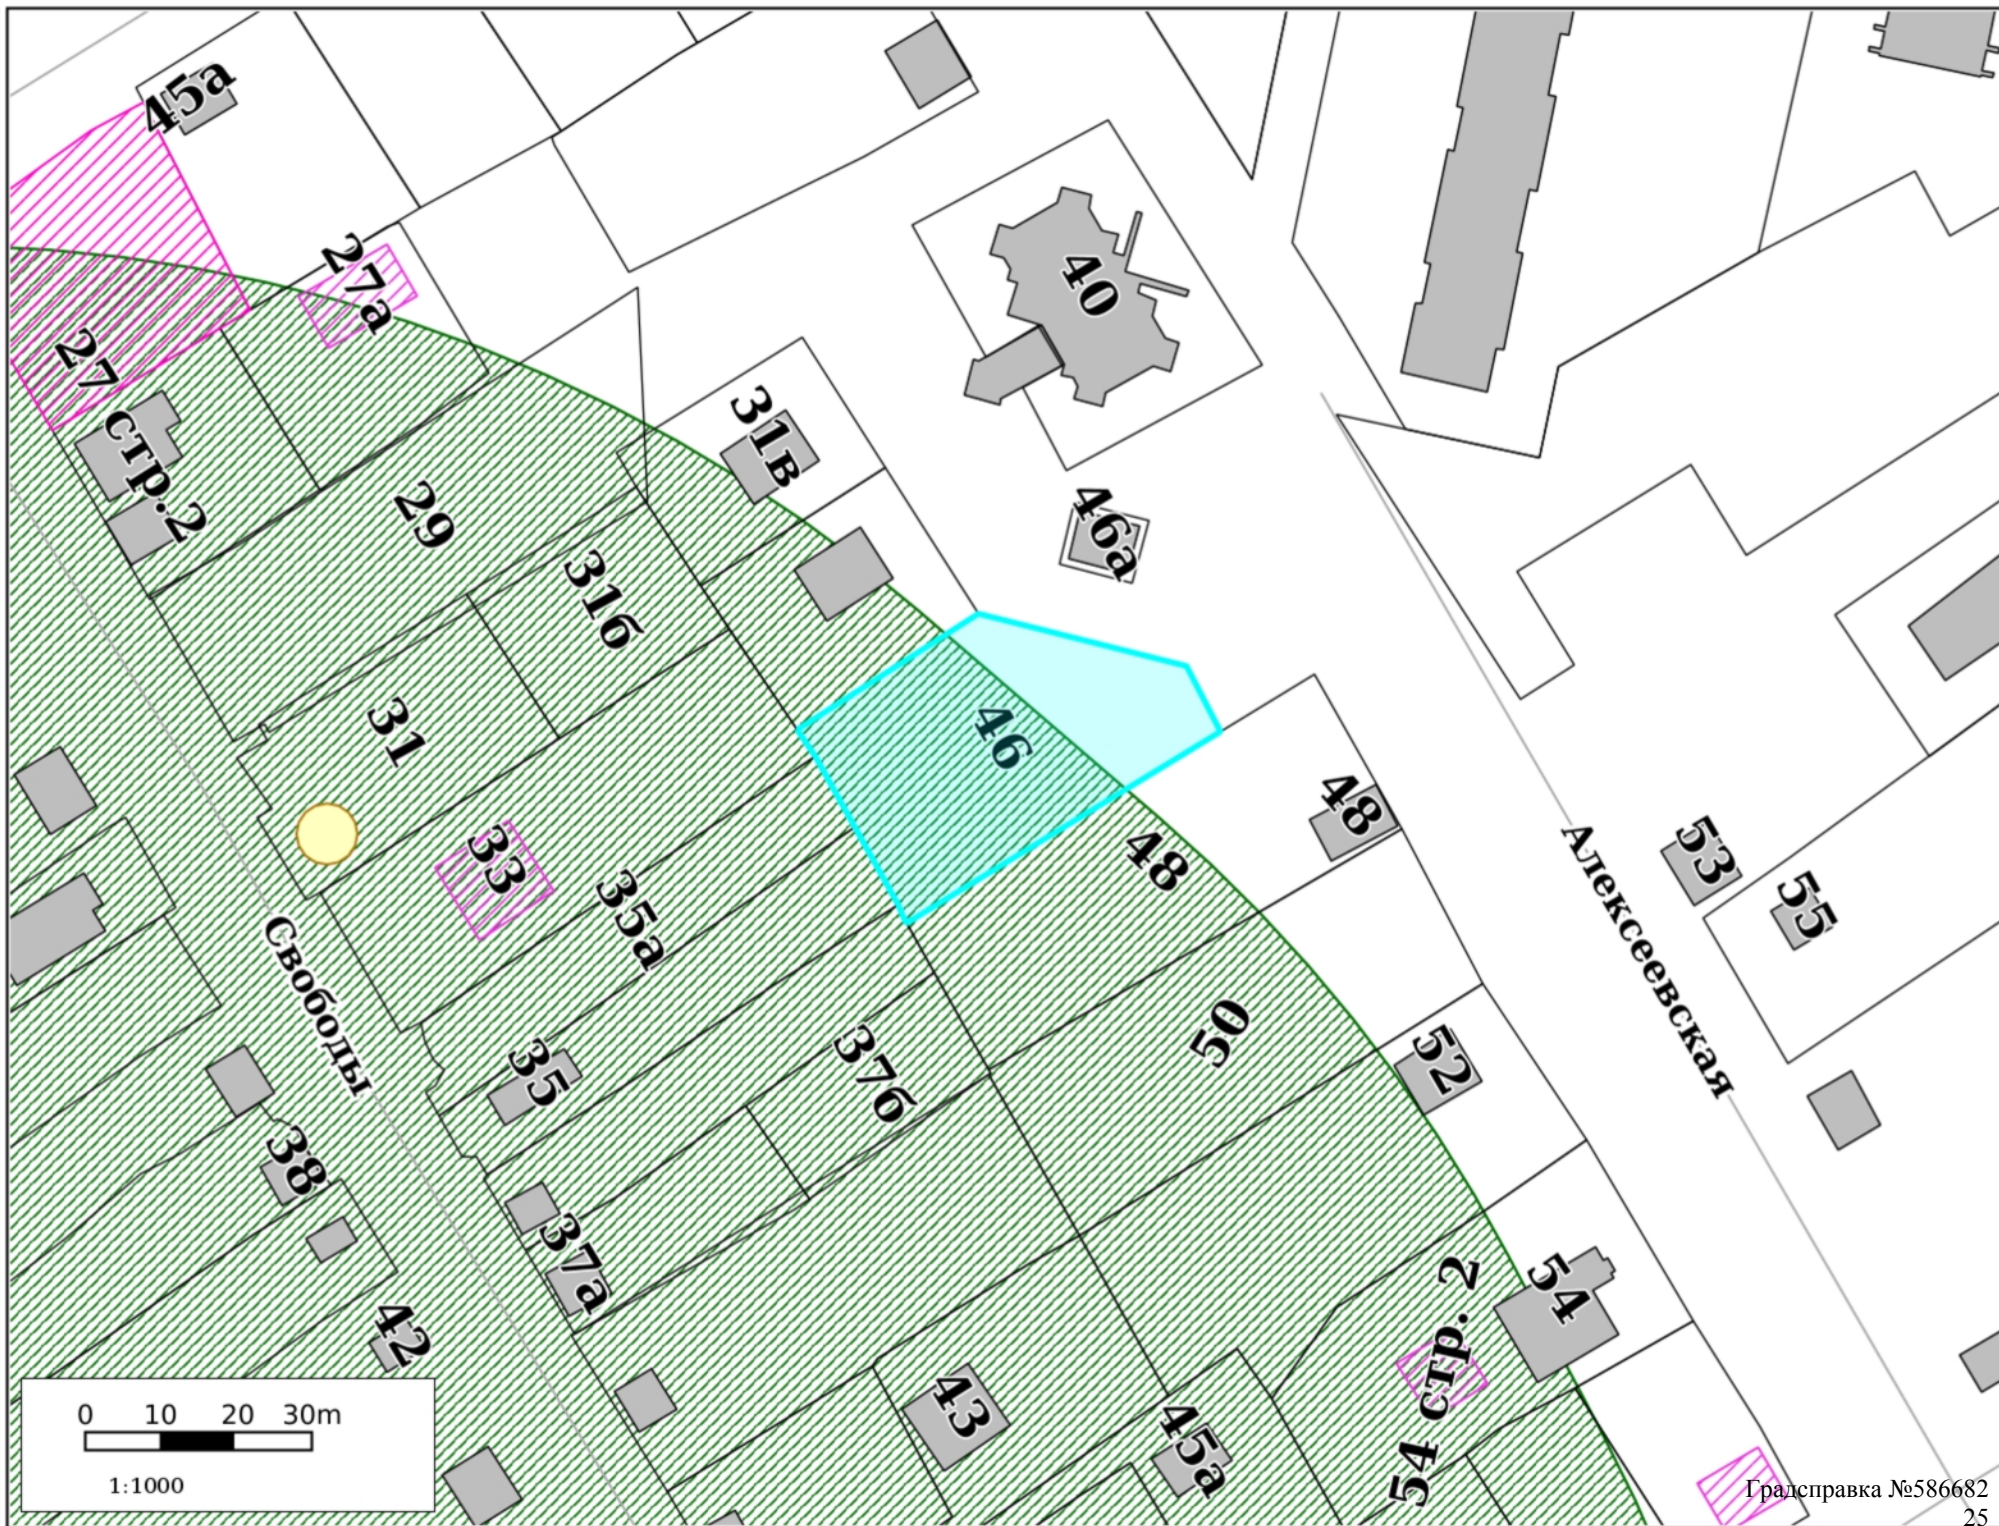 45а
27а
27
стр.2
29
31в
40
46а
31б
31
46
33
35а
48
48
53
55
Алексеевская
Свободы
50
52
35
37б
38
37а
42
54
54 стр. 2
43
45а
0 10 20 30m
1:1000
Градсправка №586682
25